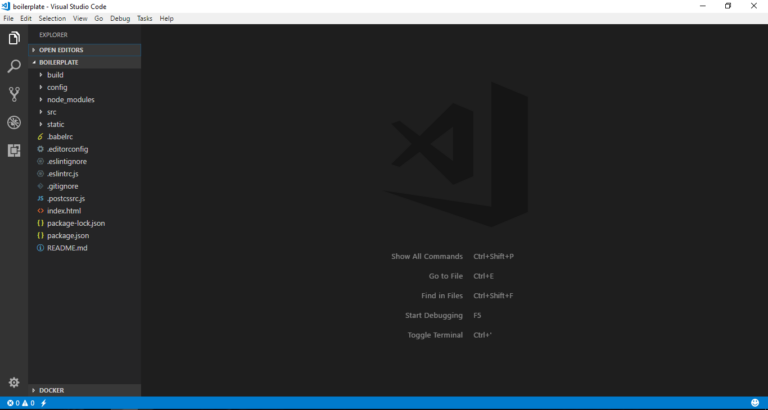 boilerplate - Visual Studio Code
File Edit Selection View Go Debug Tasks Help
EXPLORER
OPEN EDITORS
BOILERPLATE
build
config
node_modules
src
static
.babelrc
.editorconfig
.eslintignore
.eslintrc.js
.gitignore
JS .postcssrc.js
<> index.html
{} package-lock.json
{} package.json
README.md
Show All Commands Ctrl+Shift+P
Go to File Ctrl+E
Find in Files Ctrl+Shift+F
Start Debugging F5
Toggle Terminal Ctrl+'
DOCKER
0 0